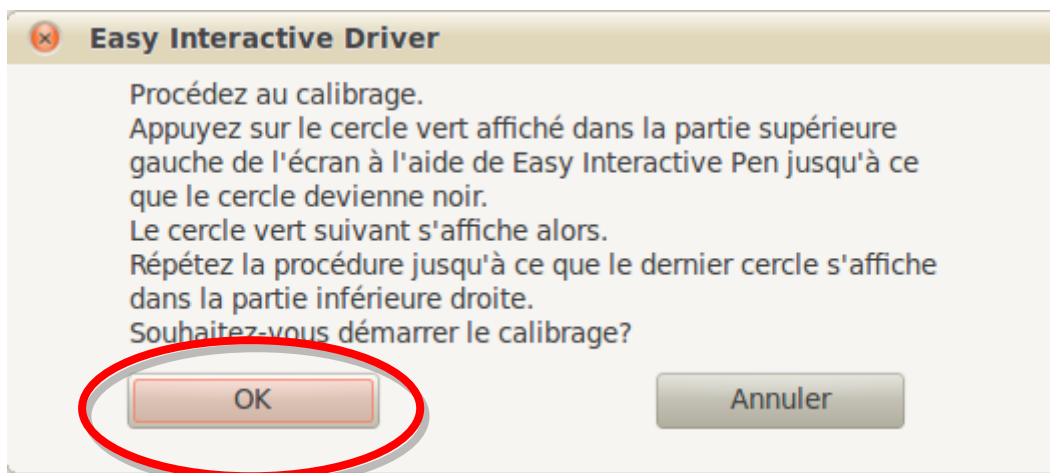 Easy Interactive Driver
Procédez au calibrage.
Appuyez sur le cercle vert affiché dans la partie supérieure
gauche de l'écran à l'aide de Easy Interactive Pen jusqu'à ce
que le cercle devienne noir.
Le cercle vert suivant s'affiche alors.
Répétez la procédure jusqu'à ce que le dernier cercle s'affiche
dans la partie inférieure droite.
Souhaitez-vous démarrer le calibrage?
OK Annuler